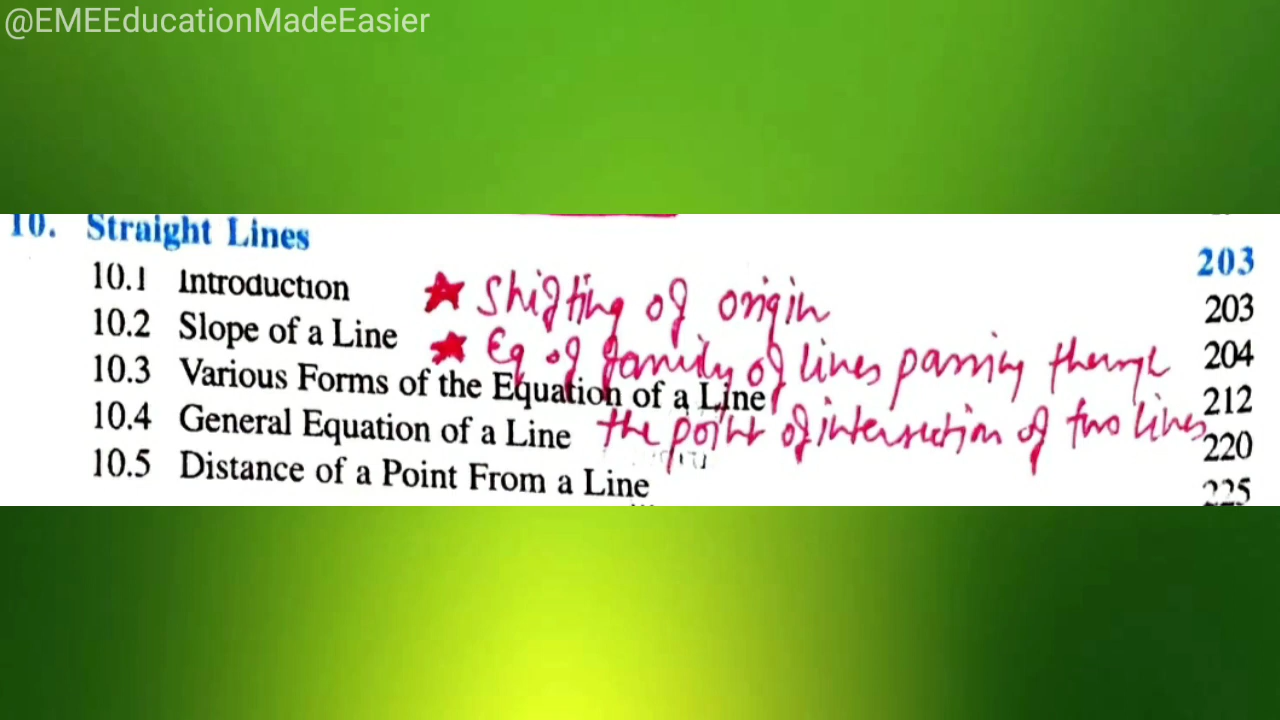 @EMEEducationMadeEasier
10. Straight Lines 203
10.1 Introduction 203
★ Shifting of origin
10.2 Slope of a Line 204
★ Eq of family of lines passing through
10.3 Various Forms of the Equation of a Line 212
the point of intersection of two lines
10.4 General Equation of a Line 220
10.5 Distance of a Point From a Line 225